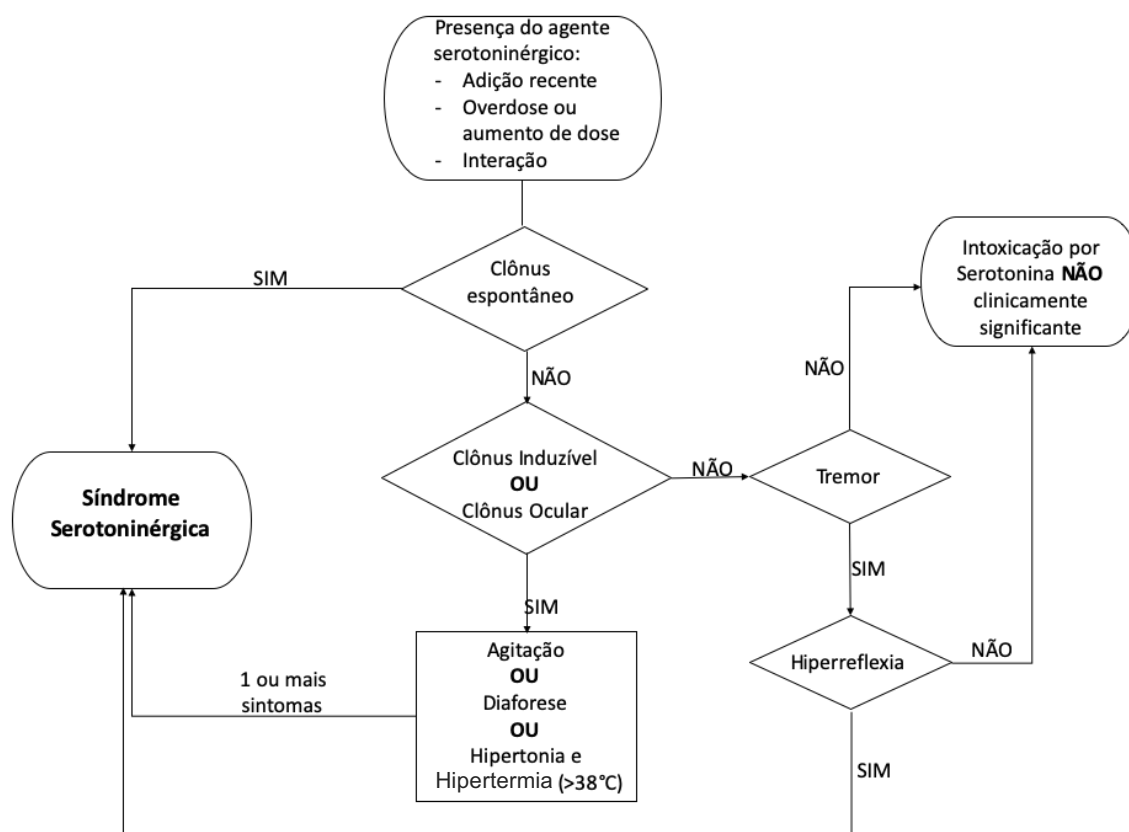 Presença do agente
serotoninérgico:
- Adição recente
- Overdose ou
aumento de dose
- Interação
Clônus
espontâneo
SIM
NÃO
Intoxicação por
Serotonina NÃO
clinicamente
significante
Clônus Induzível
OU
Clônus Ocular
NÃO
Tremor
NÃO
Síndrome
Serotoninérgica
SIM
SIM
Agitação
OU
Diaforese
OU
Hipertonia e
Hipertermia (>38°C)
1 ou mais
sintomas
Hiperreflexia
NÃO
SIM